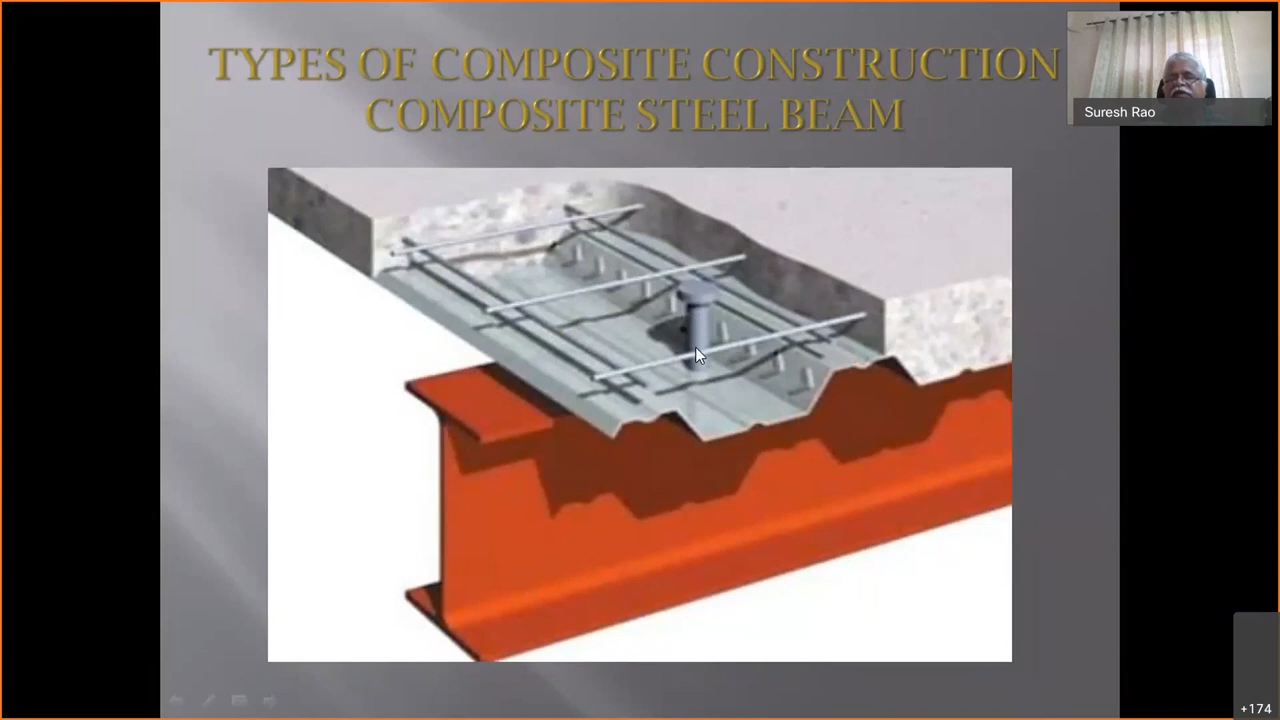 TYPES OF COMPOSITE CONSTRUCTION
COMPOSITE STEEL BEAM
Suresh Rao
+174